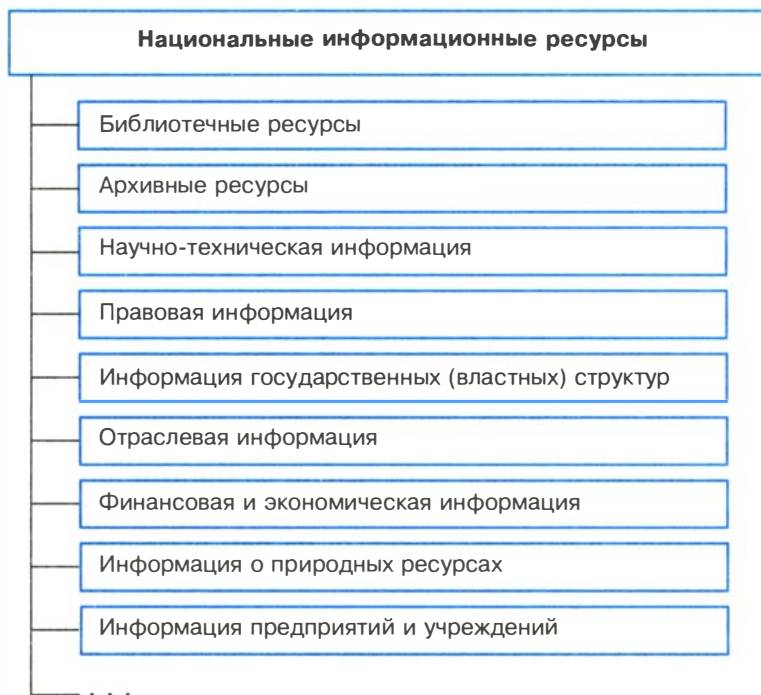 Национальные информационные ресурсы
Библиотечные ресурсы
Архивные ресурсы
Научно-техническая информация
Правовая информация
Информация государственных (властных) структур
Отраслевая информация
Финансовая и экономическая информация
Информация о природных ресурсах
Информация предприятий и учреждений
...